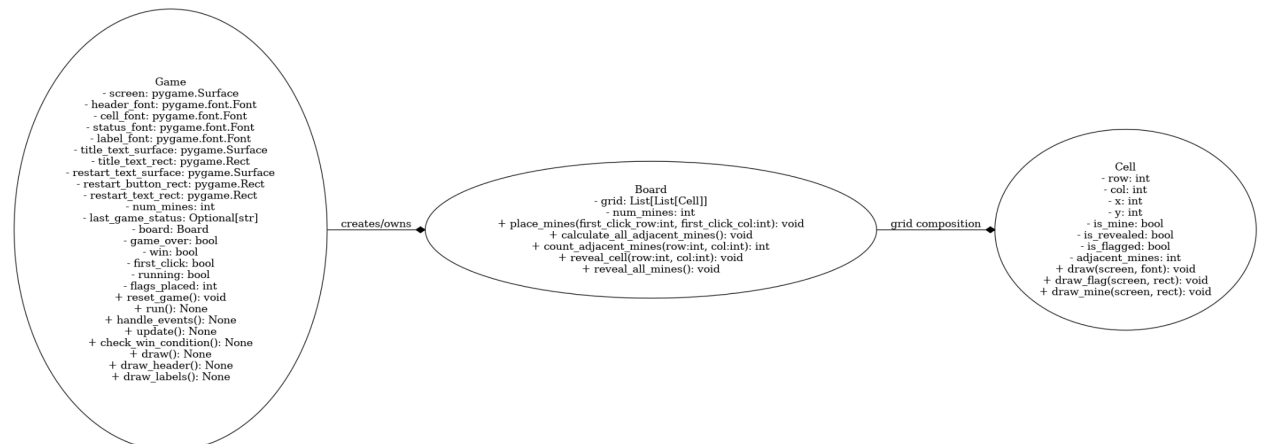 Game
- screen: pygame.Surface
- header_font: pygame.font.Font
- cell_font: pygame.font.Font
- status_font: pygame.font.Font
- label_font: pygame.font.Font
- title_text_surface: pygame.Surface
- title_text_rect: pygame.Rect
- restart_text_surface: pygame.Surface
- restart_button_rect: pygame.Rect
- restart_text_rect: pygame.Rect
- num_mines: int
- last_game_status: Optional[str]
- board: Board
- game_over: bool
- win: bool
- first_click: bool
- running: bool
- flags_placed: int
+ reset_game(): void
+ run(): None
+ handle_events(): None
+ update(): None
+ check_win_condition(): None
+ draw(): None
+ draw_header(): None
+ draw_labels(): None
creates/owns
Board
- grid: List[List[Cell]]
- num_mines: int
+ place_mines(first_click_row:int, first_click_col:int): void
+ calculate_all_adjacent_mines(): void
+ count_adjacent_mines(row:int, col:int): int
+ reveal_cell(row:int, col:int): void
+ reveal_all_mines(): void
grid composition
Cell
- row: int
- col: int
- x: int
- y: int
- is_mine: bool
- is_revealed: bool
- is_flagged: bool
- adjacent_mines: int
+ draw(screen, font): void
+ draw_flag(screen, rect): void
+ draw_mine(screen, rect): void